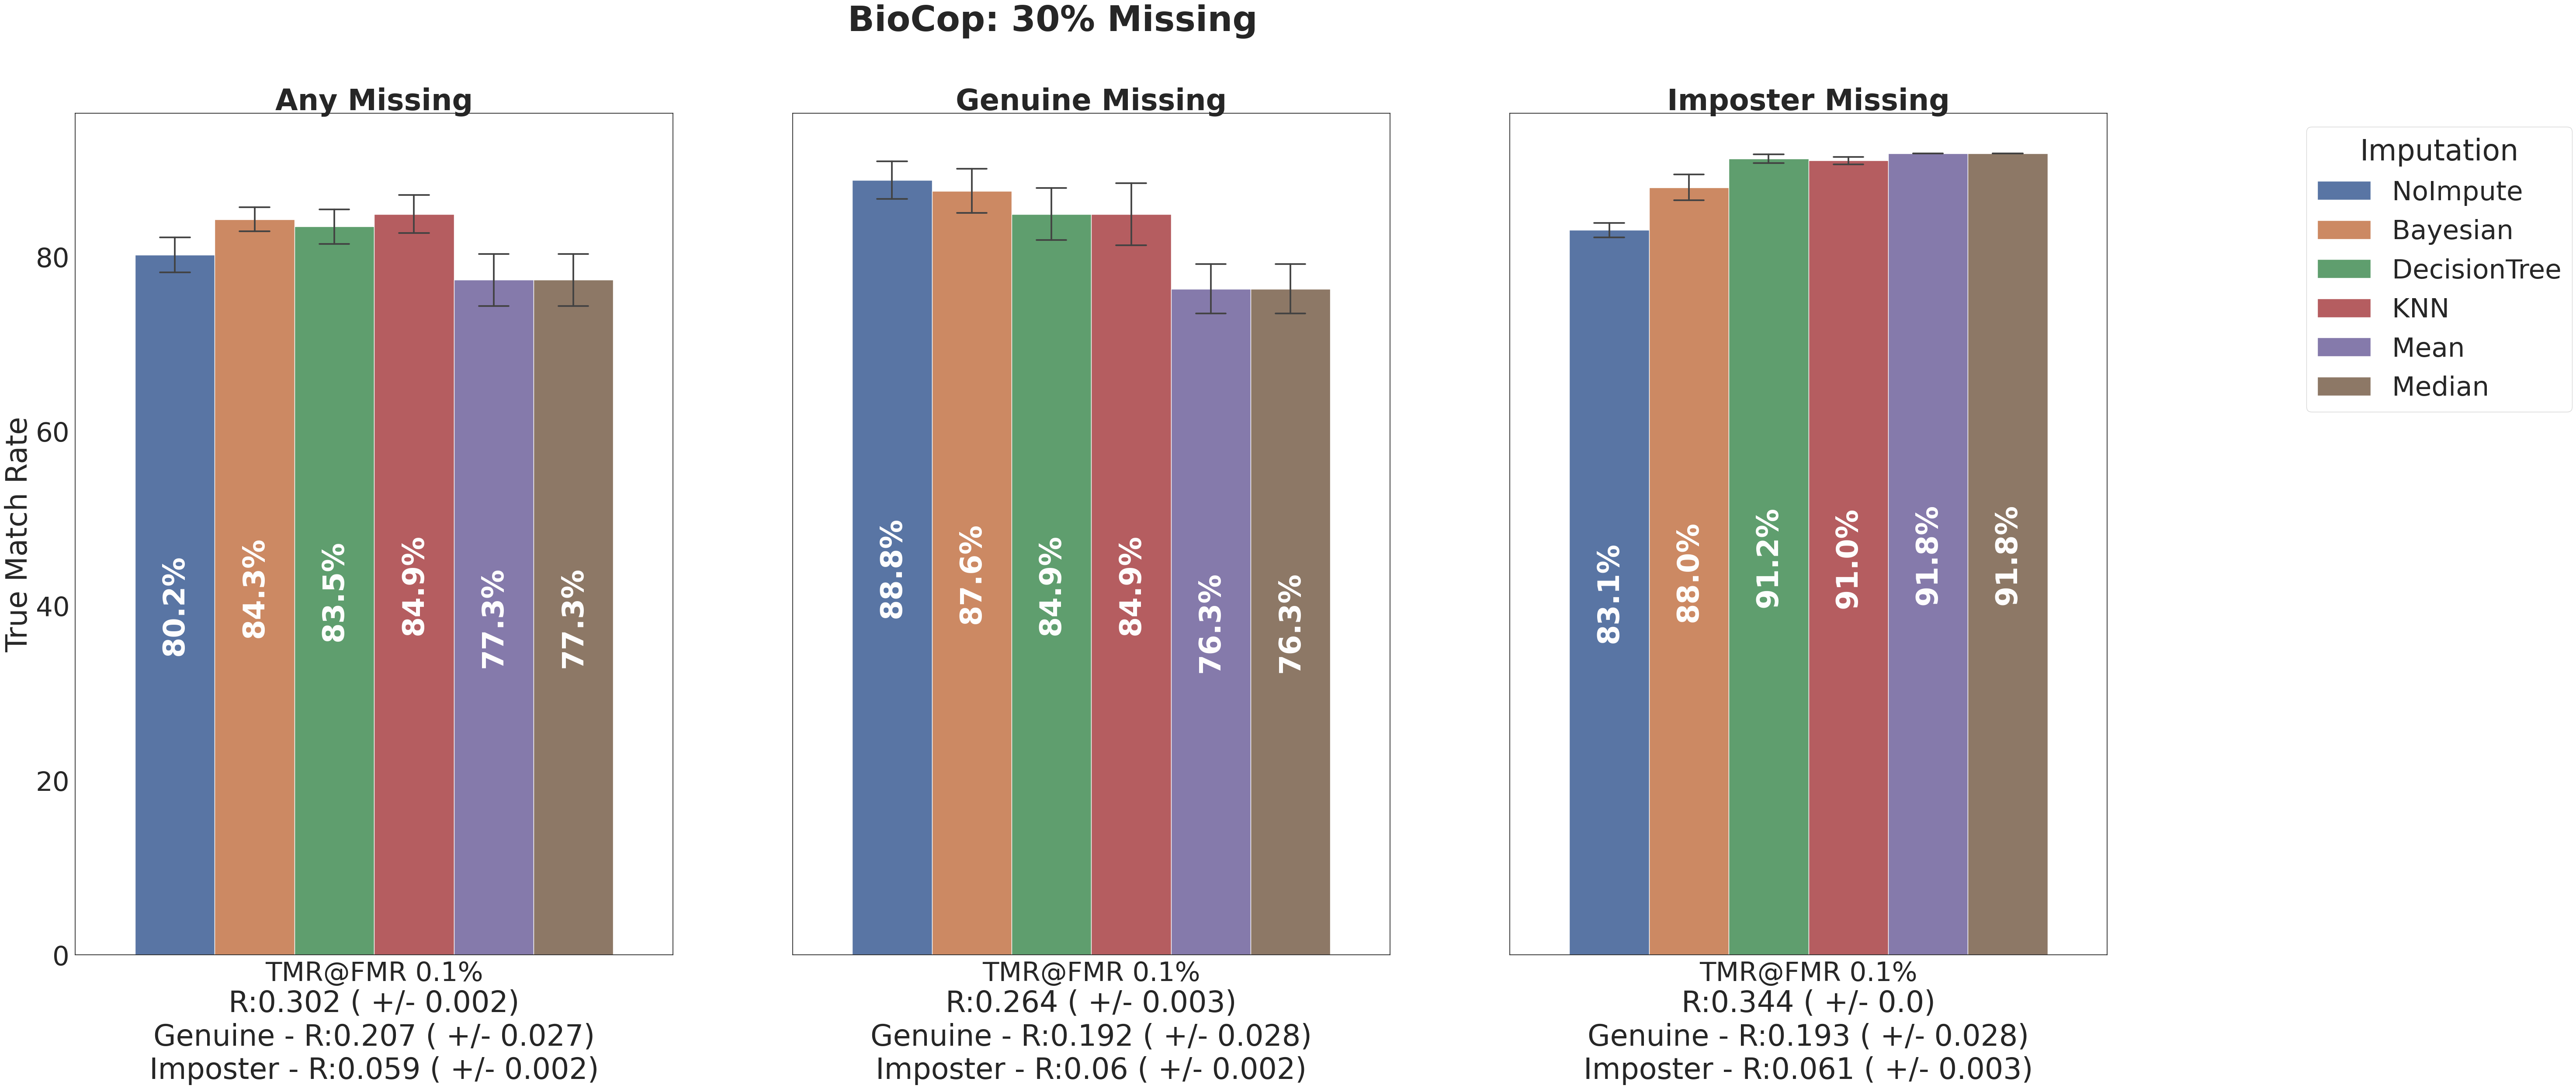 BioCop: 30% Missing
Any Missing
Genuine Missing
Imposter Missing
True Match Rate
80
60
40
20
0
80.2%
84.3%
83.5%
84.9%
77.3%
77.3%
88.8%
87.6%
84.9%
84.9%
76.3%
76.3%
83.1%
88.0%
91.2%
91.0%
91.8%
91.8%
TMR@FMR 0.1%
R:0.302 ( +/- 0.002)
Genuine - R:0.207 ( +/- 0.027)
Imposter - R:0.059 ( +/- 0.002)
TMR@FMR 0.1%
R:0.264 ( +/- 0.003)
Genuine - R:0.192 ( +/- 0.028)
Imposter - R:0.06 ( +/- 0.002)
TMR@FMR 0.1%
R:0.344 ( +/- 0.0)
Genuine - R:0.193 ( +/- 0.028)
Imposter - R:0.061 ( +/- 0.003)
Imputation
NoImpute
Bayesian
DecisionTree
KNN
Mean
Median